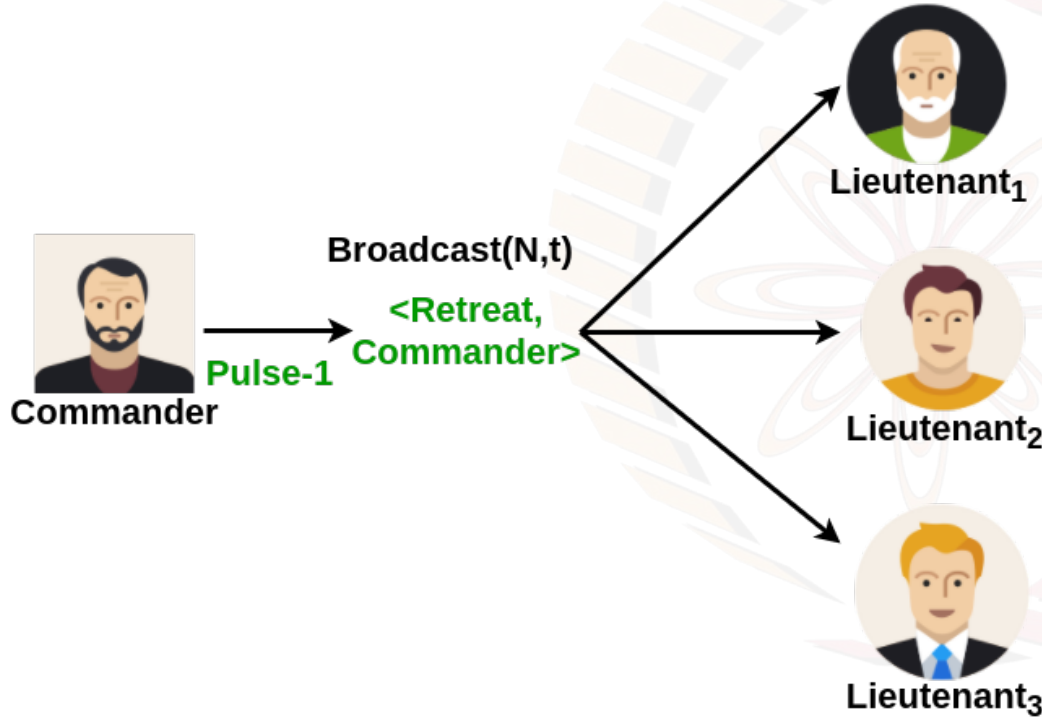 Broadcast(N,t)
<Retreat,
Commander>
Pulse-1
Commander
Lieutenant1
Lieutenant2
Lieutenant3